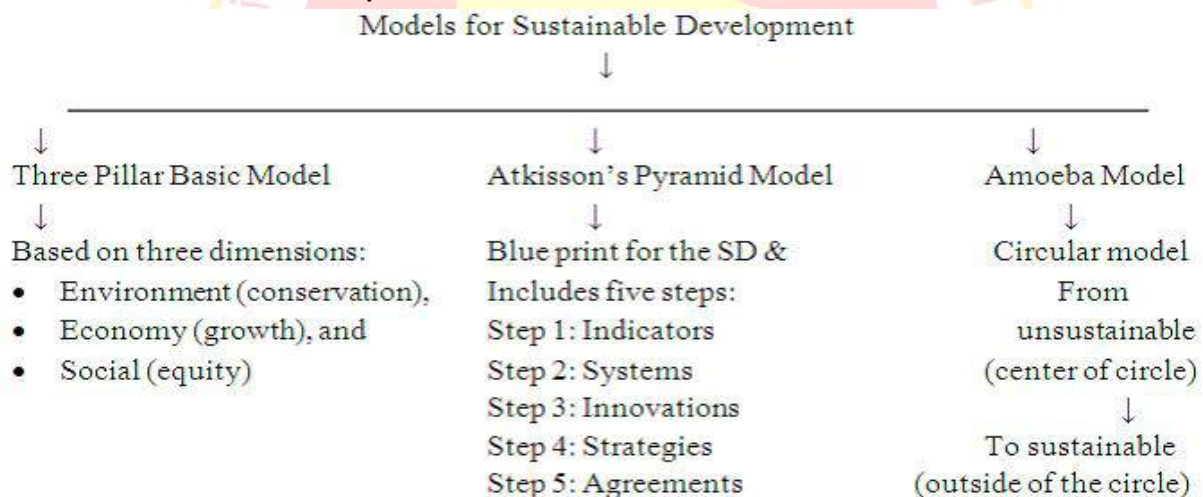 Models for Sustainable Development
↓
↓ ↓ ↓
Three Pillar Basic Model Atkisson's Pyramid Model Amoeba Model
↓ ↓ ↓
Based on three dimensions: Blue print for the SD & Circular model
• Environment (conservation), Includes five steps: From
• Economy (growth), and Step 1: Indicators unsustainable
• Social (equity) Step 2: Systems (center of circle)
Step 3: Innovations ↓
Step 4: Strategies To sustainable
Step 5: Agreements (outside of the circle)